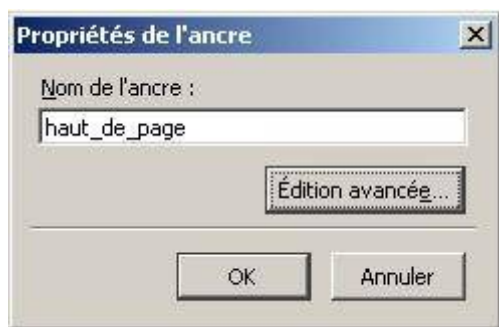 Propriétés de l'ancre
Nom de l'ancre :
haut_de_page
Édition avancée...
OK Annuler